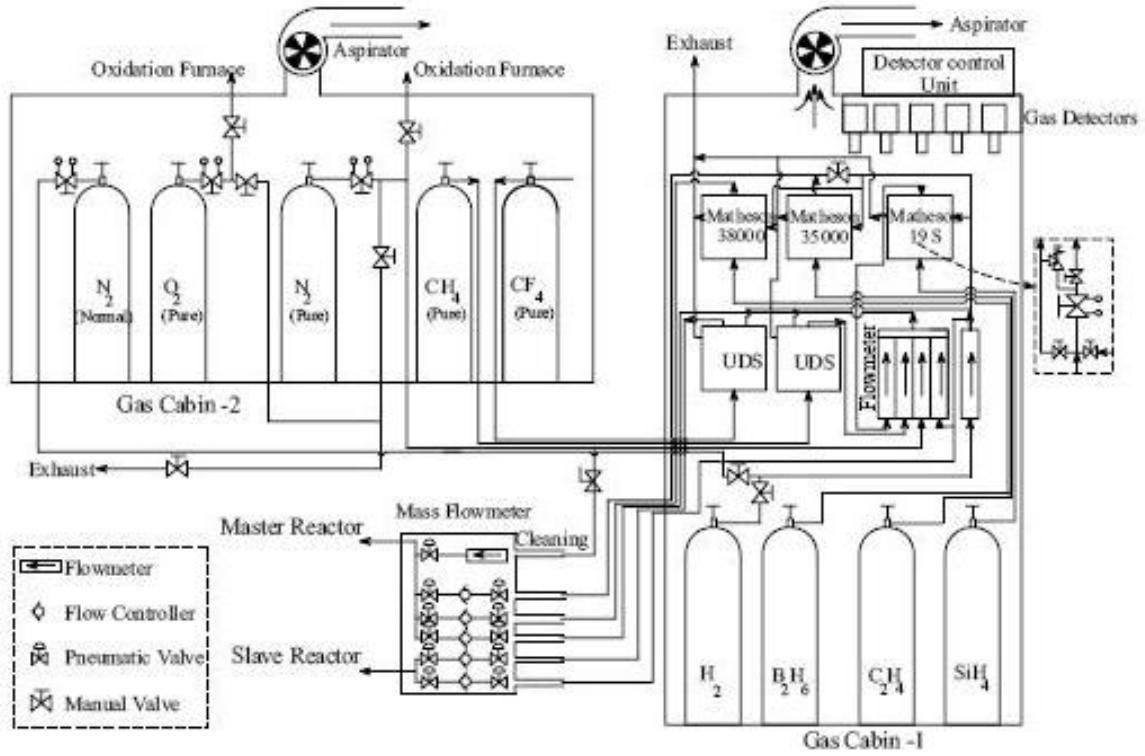 Aspirator
Oxidation Furnace
Oxidation Furnace
N2
(Normal)
O2
(Pure)
N2
(Pure)
CH4
(Pure)
CF4
(Pure)
Gas Cabin -2
Exhaust
Exhaust
Aspirator
Detector control
Unit
Gas Detectors
Matheson
38000
Matheson
35000
Matheson
19 S
UDS
UDS
Flowmeter
Master Reactor
Mass Flowmeter
Cleaning
Slave Reactor
Flowmeter
Flow Controller
Pneumatic Valve
Manual Valve
H2
B2H6
C2H4
SiH4
Gas Cabin -1